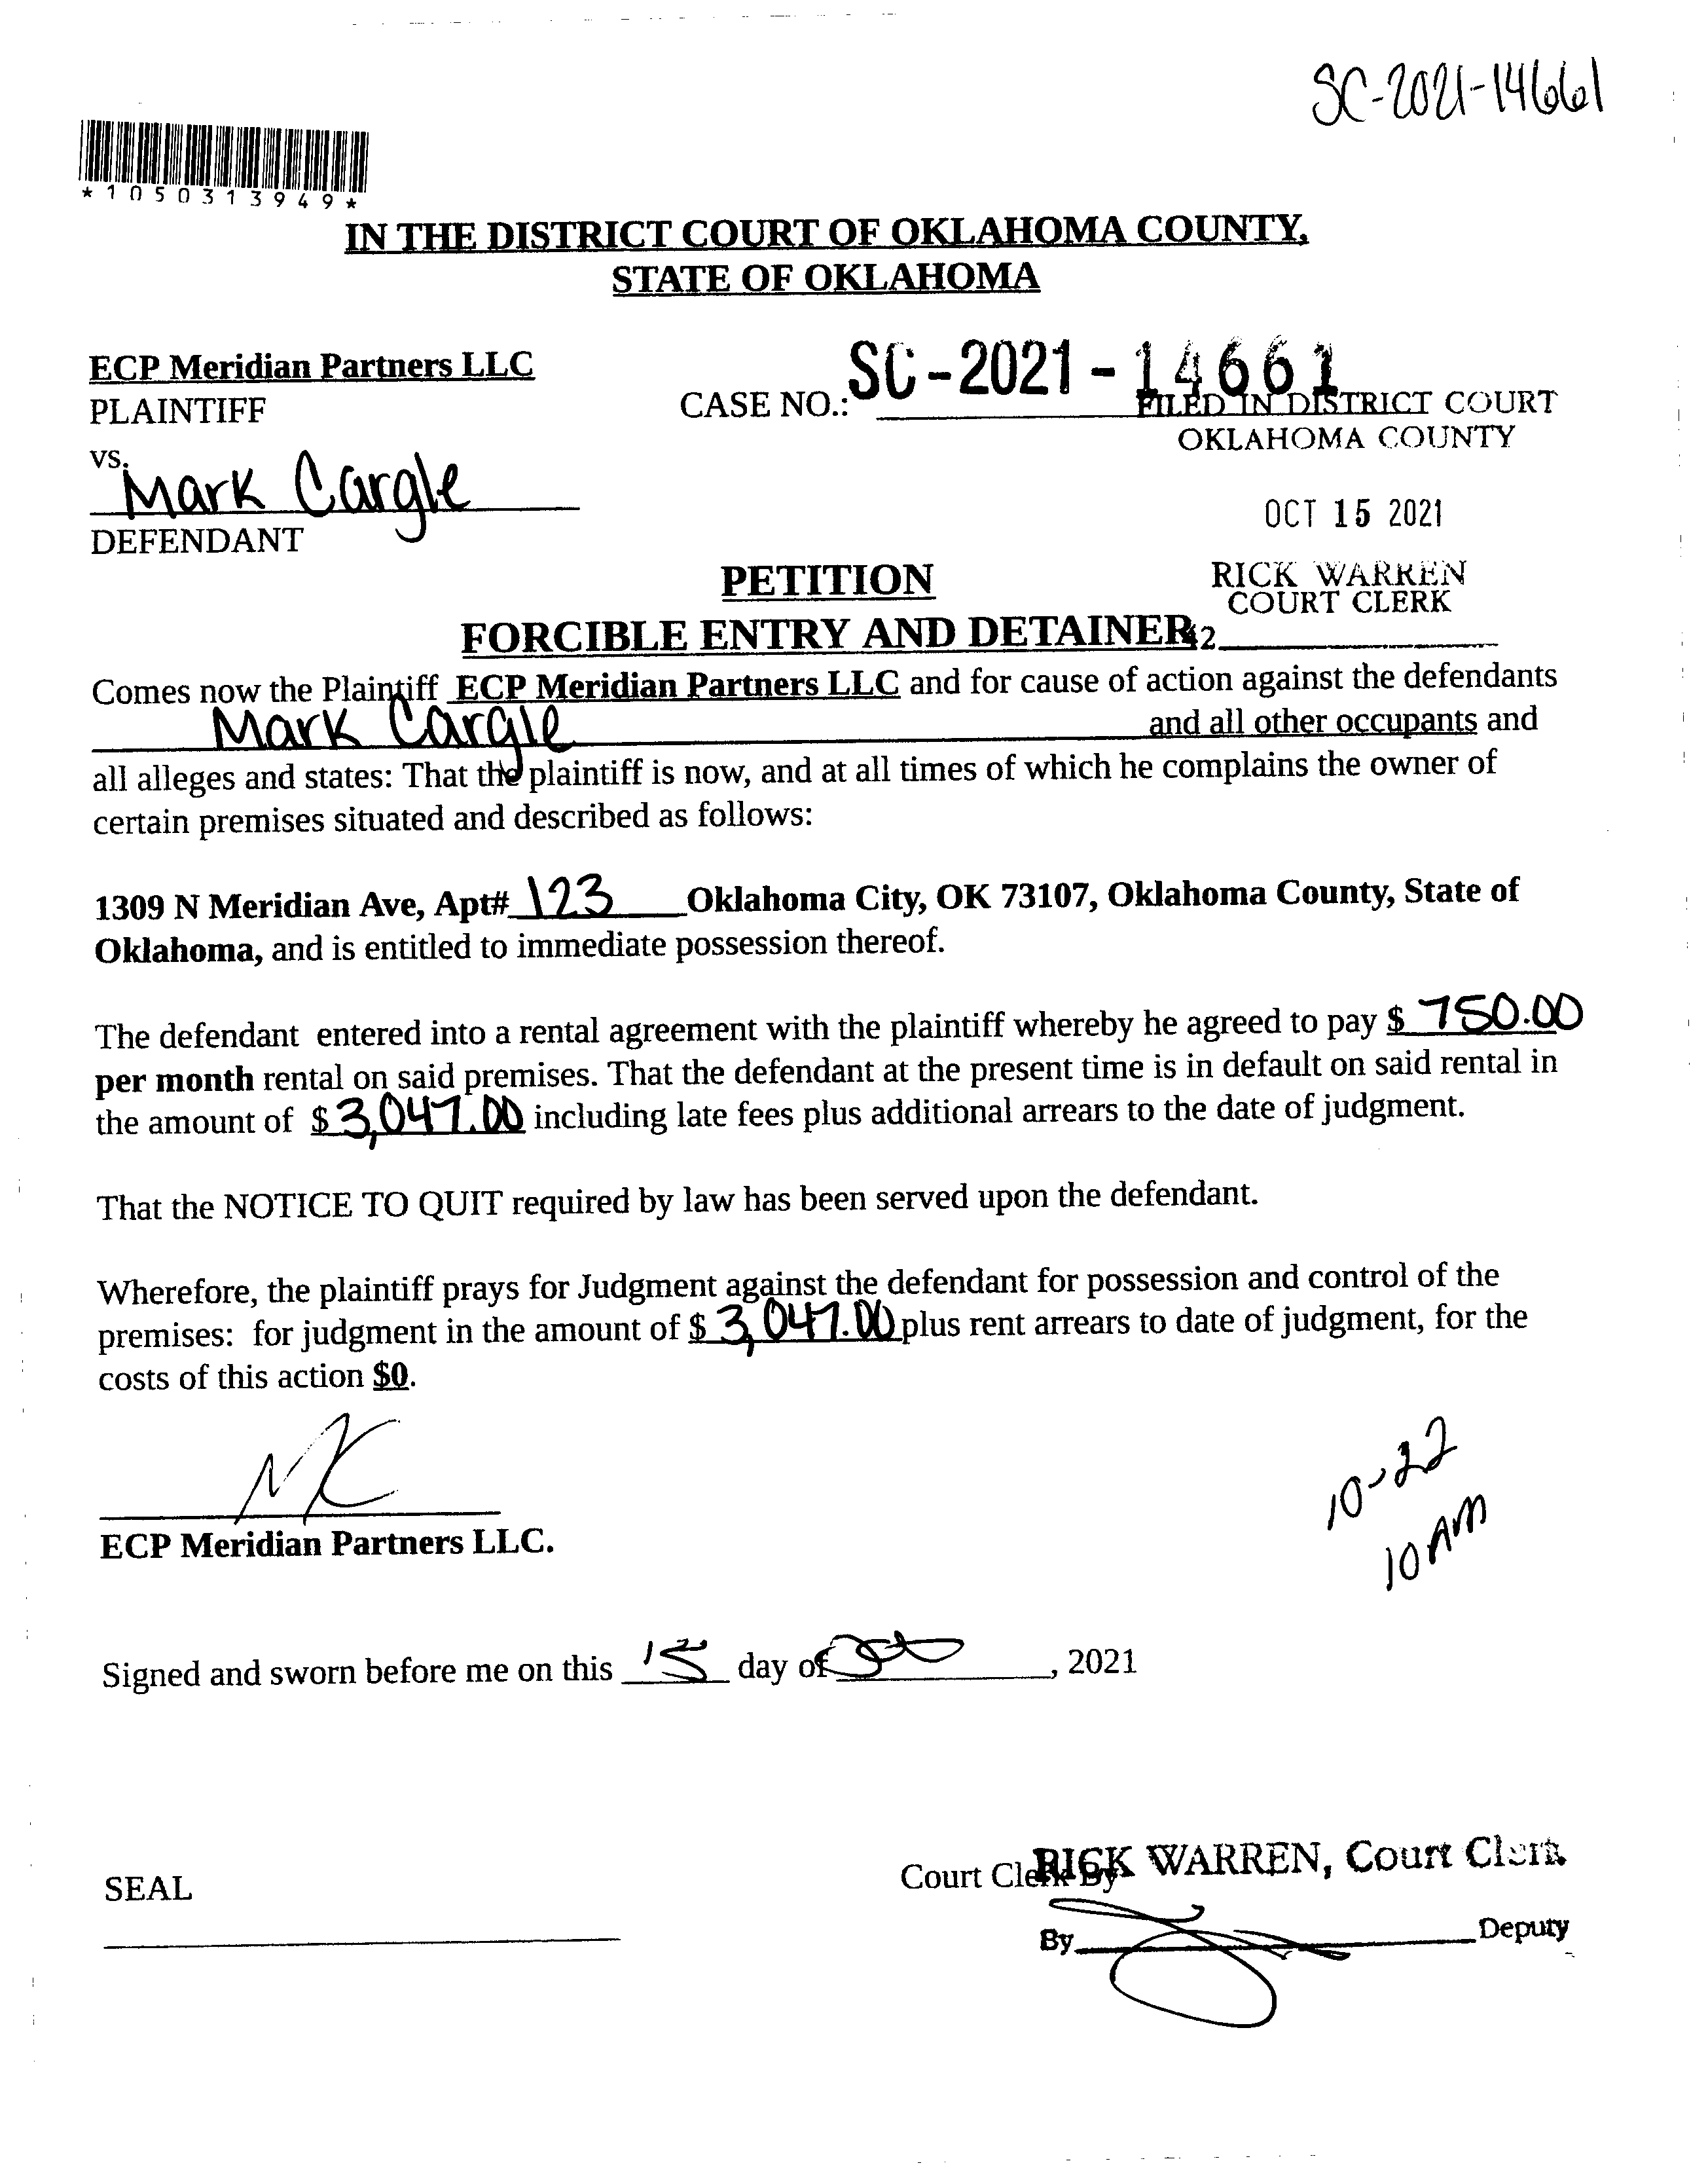 SC-2021-14661
*1050313949*
IN THE DISTRICT COURT OF OKLAHOMA COUNTY,
STATE OF OKLAHOMA
ECP Meridian Partners LLC
PLAINTIFF
CASE NO.: SC-2021-14661
FILED IN DISTRICT COURT
OKLAHOMA COUNTY
vs.
Mark Cargle
DEFENDANT
OCT 15 2021
RICK WARREN
COURT CLERK
PETITION
FORCIBLE ENTRY AND DETAINER
42
Comes now the Plaintiff ECP Meridian Partners LLC and for cause of action against the defendants
Mark Cargle and all other occupants and
all alleges and states: That the plaintiff is now, and at all times of which he complains the owner of
certain premises situated and described as follows:
1309 N Meridian Ave, Apt# 123 Oklahoma City, OK 73107, Oklahoma County, State of
Oklahoma, and is entitled to immediate possession thereof.
The defendant entered into a rental agreement with the plaintiff whereby he agreed to pay $ 750.00
per month rental on said premises. That the defendant at the present time is in default on said rental in
the amount of $3,047.00 including late fees plus additional arrears to the date of judgment.
That the NOTICE TO QUIT required by law has been served upon the defendant.
Wherefore, the plaintiff prays for Judgment against the defendant for possession and control of the
premises: for judgment in the amount of $ 3,047.00 plus rent arrears to date of judgment, for the
costs of this action $0.
ECP Meridian Partners LLC.
10-22
10 AM
Signed and sworn before me on this 15 day of Oct, 2021
SEAL
Court Clerk By
RICK WARREN, Court Clerk
By Deputy